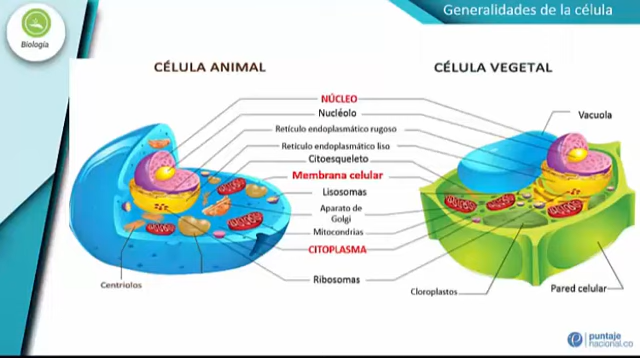 Generalidades de la célula
Biología
CÉLULA ANIMAL
CÉLULA VEGETAL
NÚCLEO
Nucléolo
Retículo endoplasmático rugoso
Retículo endoplasmático liso
Citoesqueleto
Membrana celular
Lisosomas
Aparato de
Golgi
Mitocondrias
CITOPLASMA
Ribosomas
Centriolos
Vacuola
Cloroplastos
Pared celular
puntaje
nacional.co